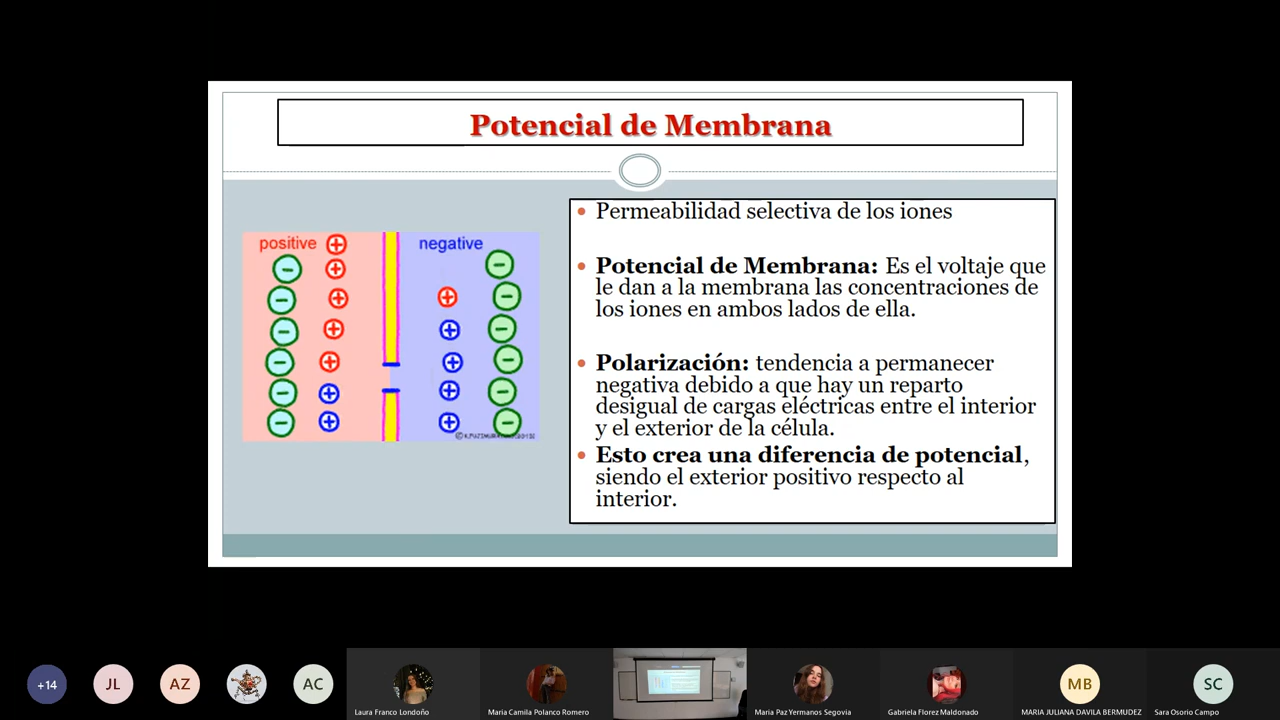 Potencial de Membrana
Permeabilidad selectiva de los iones
positive
negative
Potencial de Membrana: Es el voltaje que
le dan a la membrana las concentraciones de
los iones en ambos lados de ella.
Polarización: tendencia a permanecer
negativa debido a que hay un reparto
desigual de cargas eléctricas entre el interior
y el exterior de la célula.
Esto crea una diferencia de potencial,
siendo el exterior positivo respecto al
interior.
+14
JL
AZ
AC
Laura Franco Londoño
Maria Camila Polanco Romero
Maria Paz Yermanos Segovia
Gabriela Florez Maldonado
MB
MARIA JULIANA DAVILA BERMUDEZ
SC
Sara Osorio Campo